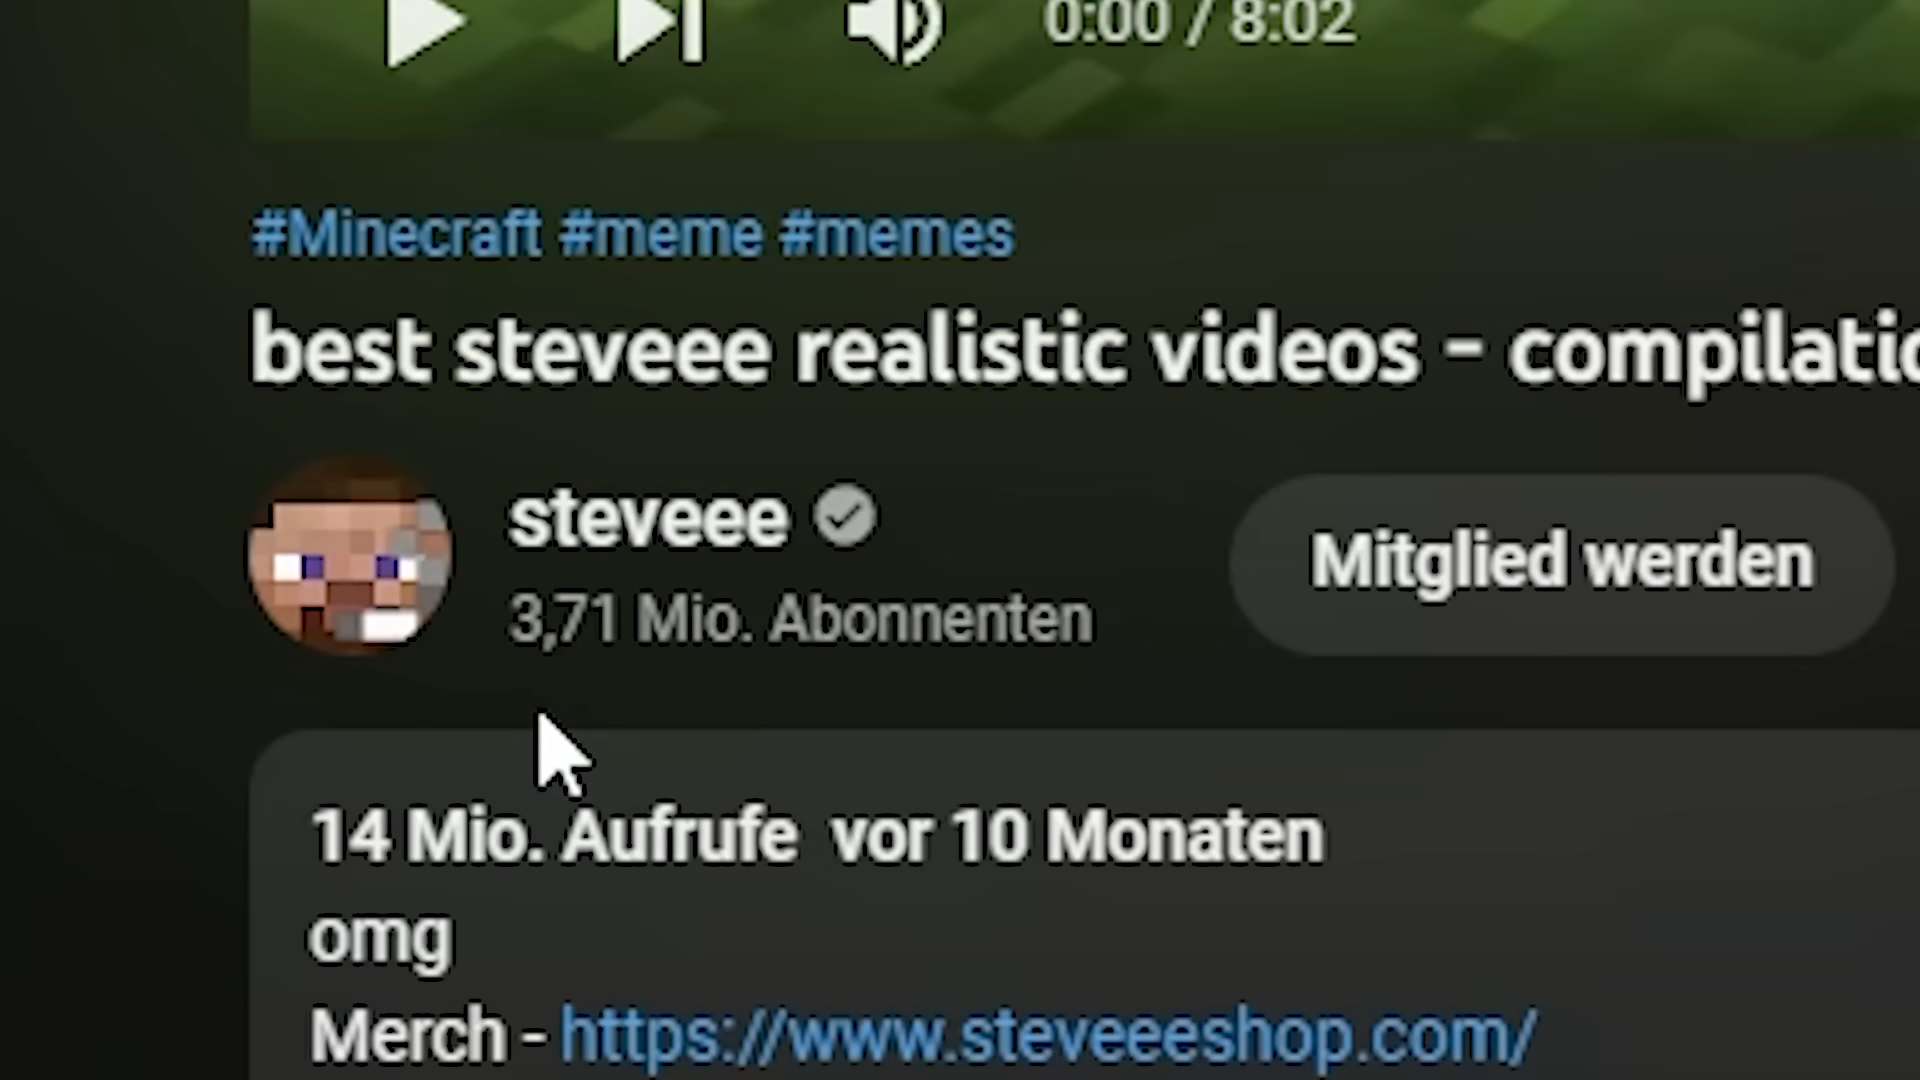 0:00 / 8:02
#Minecraft #meme #memes
best steveee realistic videos - compilatio
steveee
Mitglied werden
3,71 Mio. Abonnenten
14 Mio. Aufrufe vor 10 Monaten
omg
Merch - https://www.steveeeshop.com/